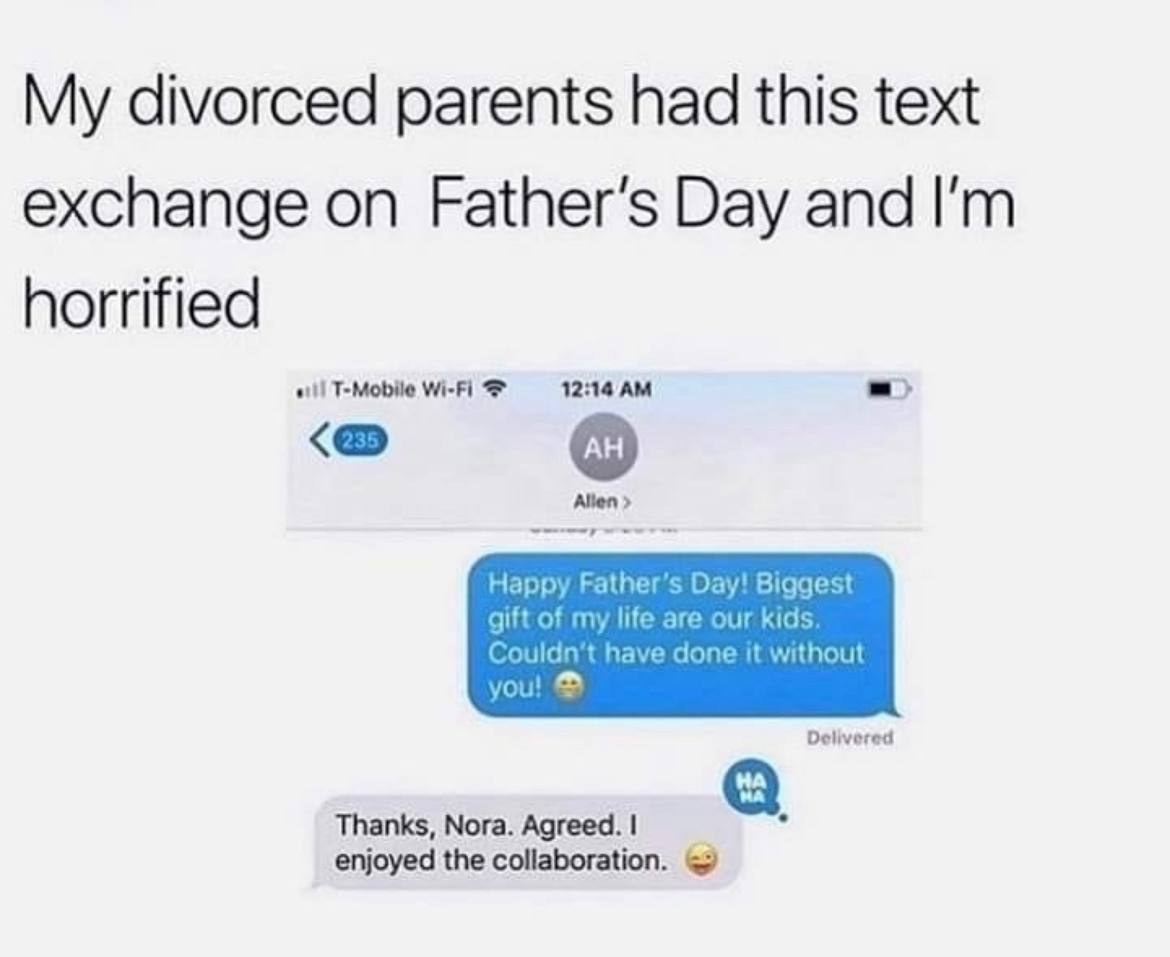 My divorced parents had this text
exchange on Father's Day and I'm
horrified
T-Mobile Wi-Fi 12:14 AM
235
AH
Allen >
Happy Father's Day! Biggest
gift of my life are our kids.
Couldn't have done it without
you! 😁
Delivered
HA
HA
Thanks, Nora. Agreed. I
enjoyed the collaboration. 😜